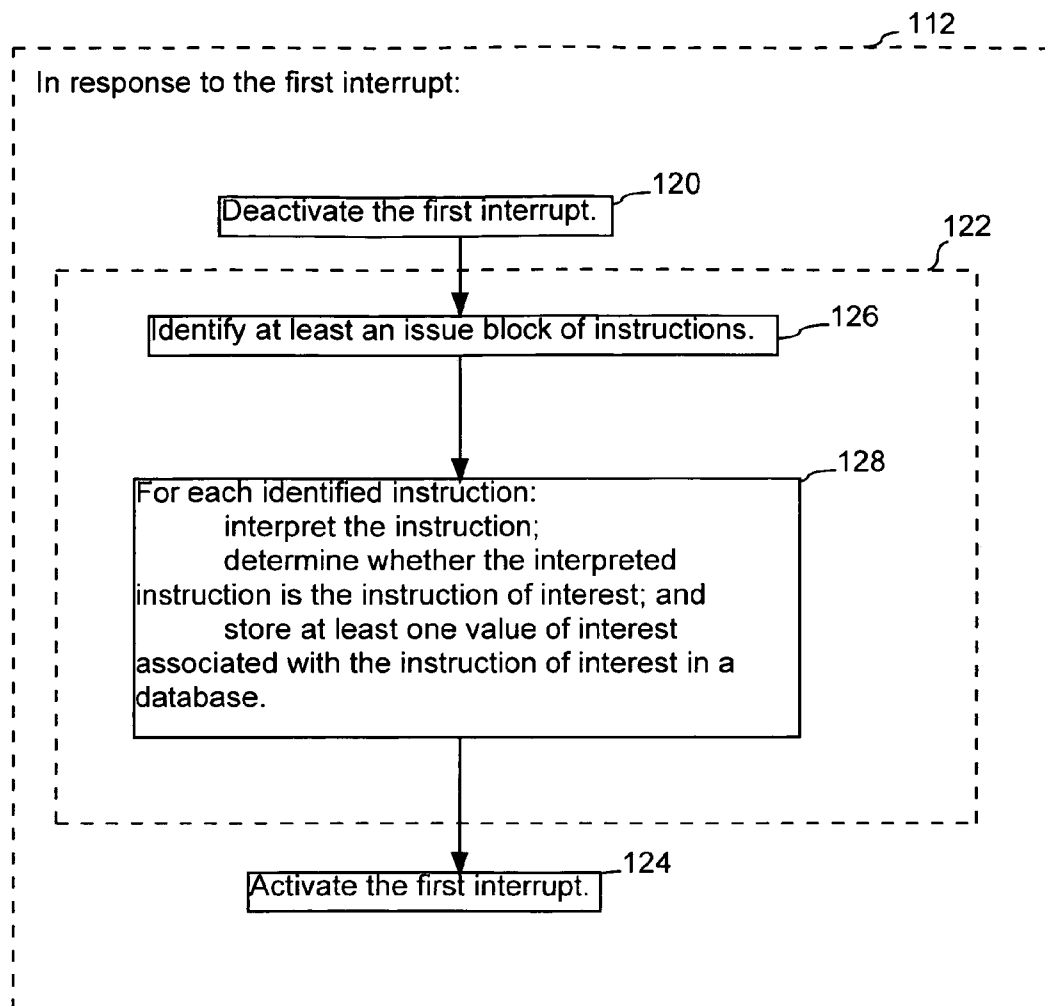 112
In response to the first interrupt:
120
Deactivate the first interrupt.
122
Identify at least an issue block of instructions.
126
128
For each identified instruction:
interpret the instruction;
determine whether the interpreted
instruction is the instruction of interest; and
store at least one value of interest
associated with the instruction of interest in a
database.
124
Activate the first interrupt.